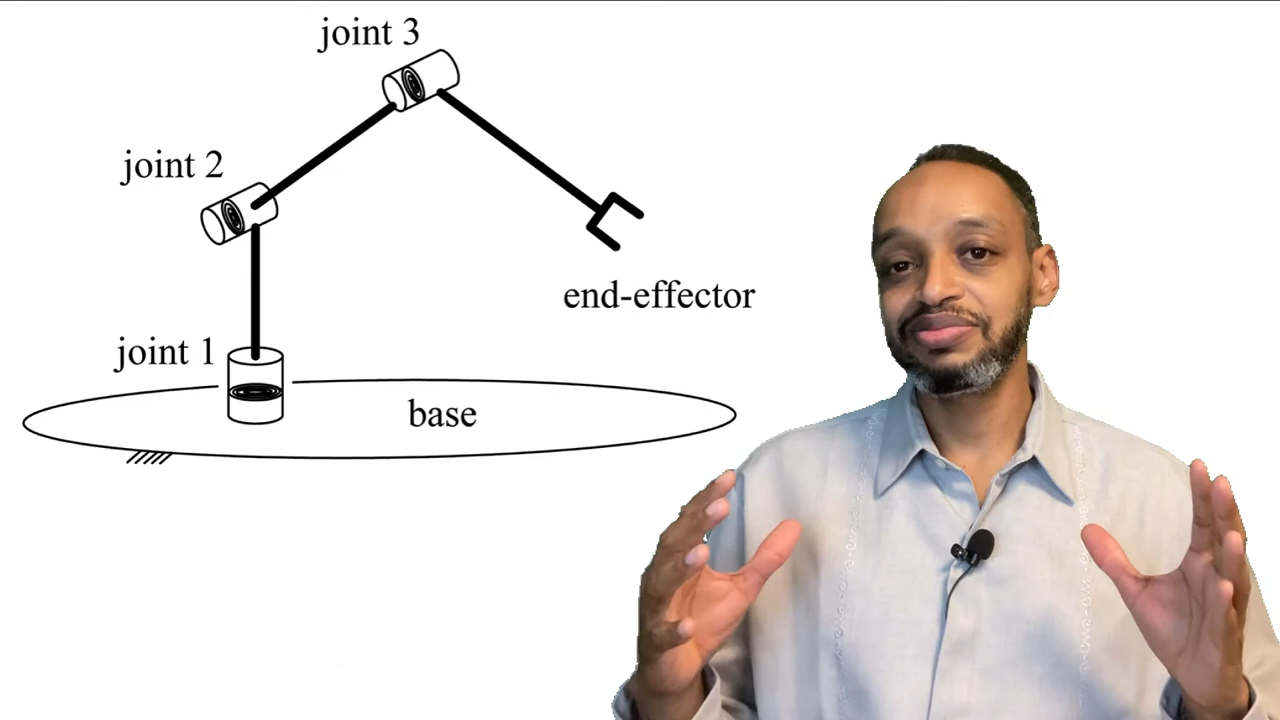 joint 3
joint 2
end-effector
joint 1
base